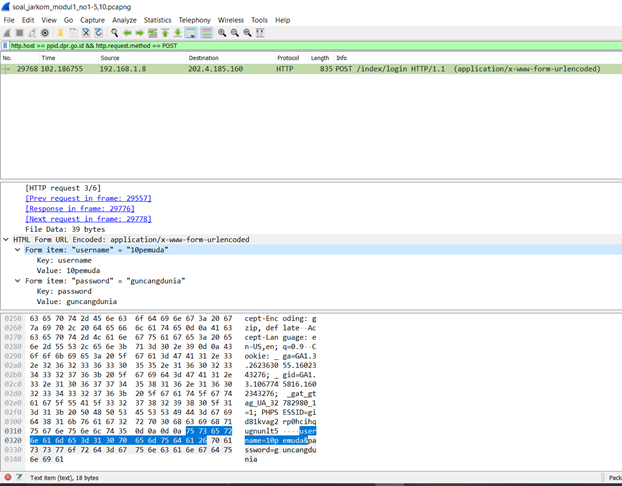 soal_jarkom_modul1_no1-5,10.pcapng
File Edit View Go Capture Analyze Statistics Telephony Wireless Tools Help
http.host == ppid.dpr.go.id && http.request.method == POST
No. Time Source Destination Protocol Length Info
29768 102.186755 192.168.1.8 202.4.185.160 HTTP 835 POST /index/login HTTP/1.1 (application/x-www-form-urlencoded)
[HTTP request 3/6]
[Prev request in frame: 29557]
[Response in frame: 29776]
[Next request in frame: 29778]
File Data: 39 bytes
HTML Form URL Encoded: application/x-www-form-urlencoded
Form item: "username" = "10pemuda"
Key: username
Value: 10pemuda
Form item: "password" = "guncangdunia"
Key: password
Value: guncangdunia
0250 63 65 70 74 2d 45 6e 63 6f 64 69 6e 67 3a 20 67 cept-Enc oding: g
0260 7a 69 70 2c 20 64 65 66 6c 61 74 65 0d 0a 41 63 zip, def late··Ac
0270 63 65 70 74 2d 4c 61 6e 67 75 61 67 65 3a 20 65 cept-Lan guage: e
0280 6e 2d 55 53 2c 65 6e 3b 71 3d 30 2e 39 0d 0a 43 n-US,en; q=0.9··C
0290 6f 6f 6b 69 65 3a 20 5f 67 61 3d 47 41 31 2e 33 ookie: _ ga=GA1.3
02a0 2e 32 36 32 33 36 33 30 35 35 2e 31 36 30 32 33 .2623630 55.16023
02b0 34 33 32 37 36 3b 20 5f 67 69 64 3d 47 41 31 2e 43276; _ gid=GA1.
02c0 33 2e 31 30 36 37 37 34 35 38 31 36 2e 31 36 30 3.106774 5816.160
02d0 32 33 34 33 32 37 36 3b 20 5f 67 61 74 5f 67 74 2343276; _gat_gt
02e0 61 67 5f 55 41 5f 33 32 37 38 32 39 38 30 5f 31 ag_UA_32 782980_1
02f0 3d 31 3b 20 50 48 50 53 45 53 53 49 44 3d 67 69 =1; PHPS ESSID=gi
0300 64 38 31 6b 76 61 67 32 72 70 30 68 63 69 68 71 d81kvag2 rp0hcihq
0310 75 67 6e 75 6e 6c 74 35 0d 0a 0d 0a 75 73 65 72 ugnunlt5 ····user
0320 6e 61 6d 65 3d 31 30 70 65 6d 75 64 61 26 70 61 name=10p emuda&pa
0330 73 73 77 6f 72 64 3d 67 75 6e 63 61 6e 67 64 75 ssword=g uncangdu
0340 6e 69 61 nia
Text item (text), 18 bytes
Pack